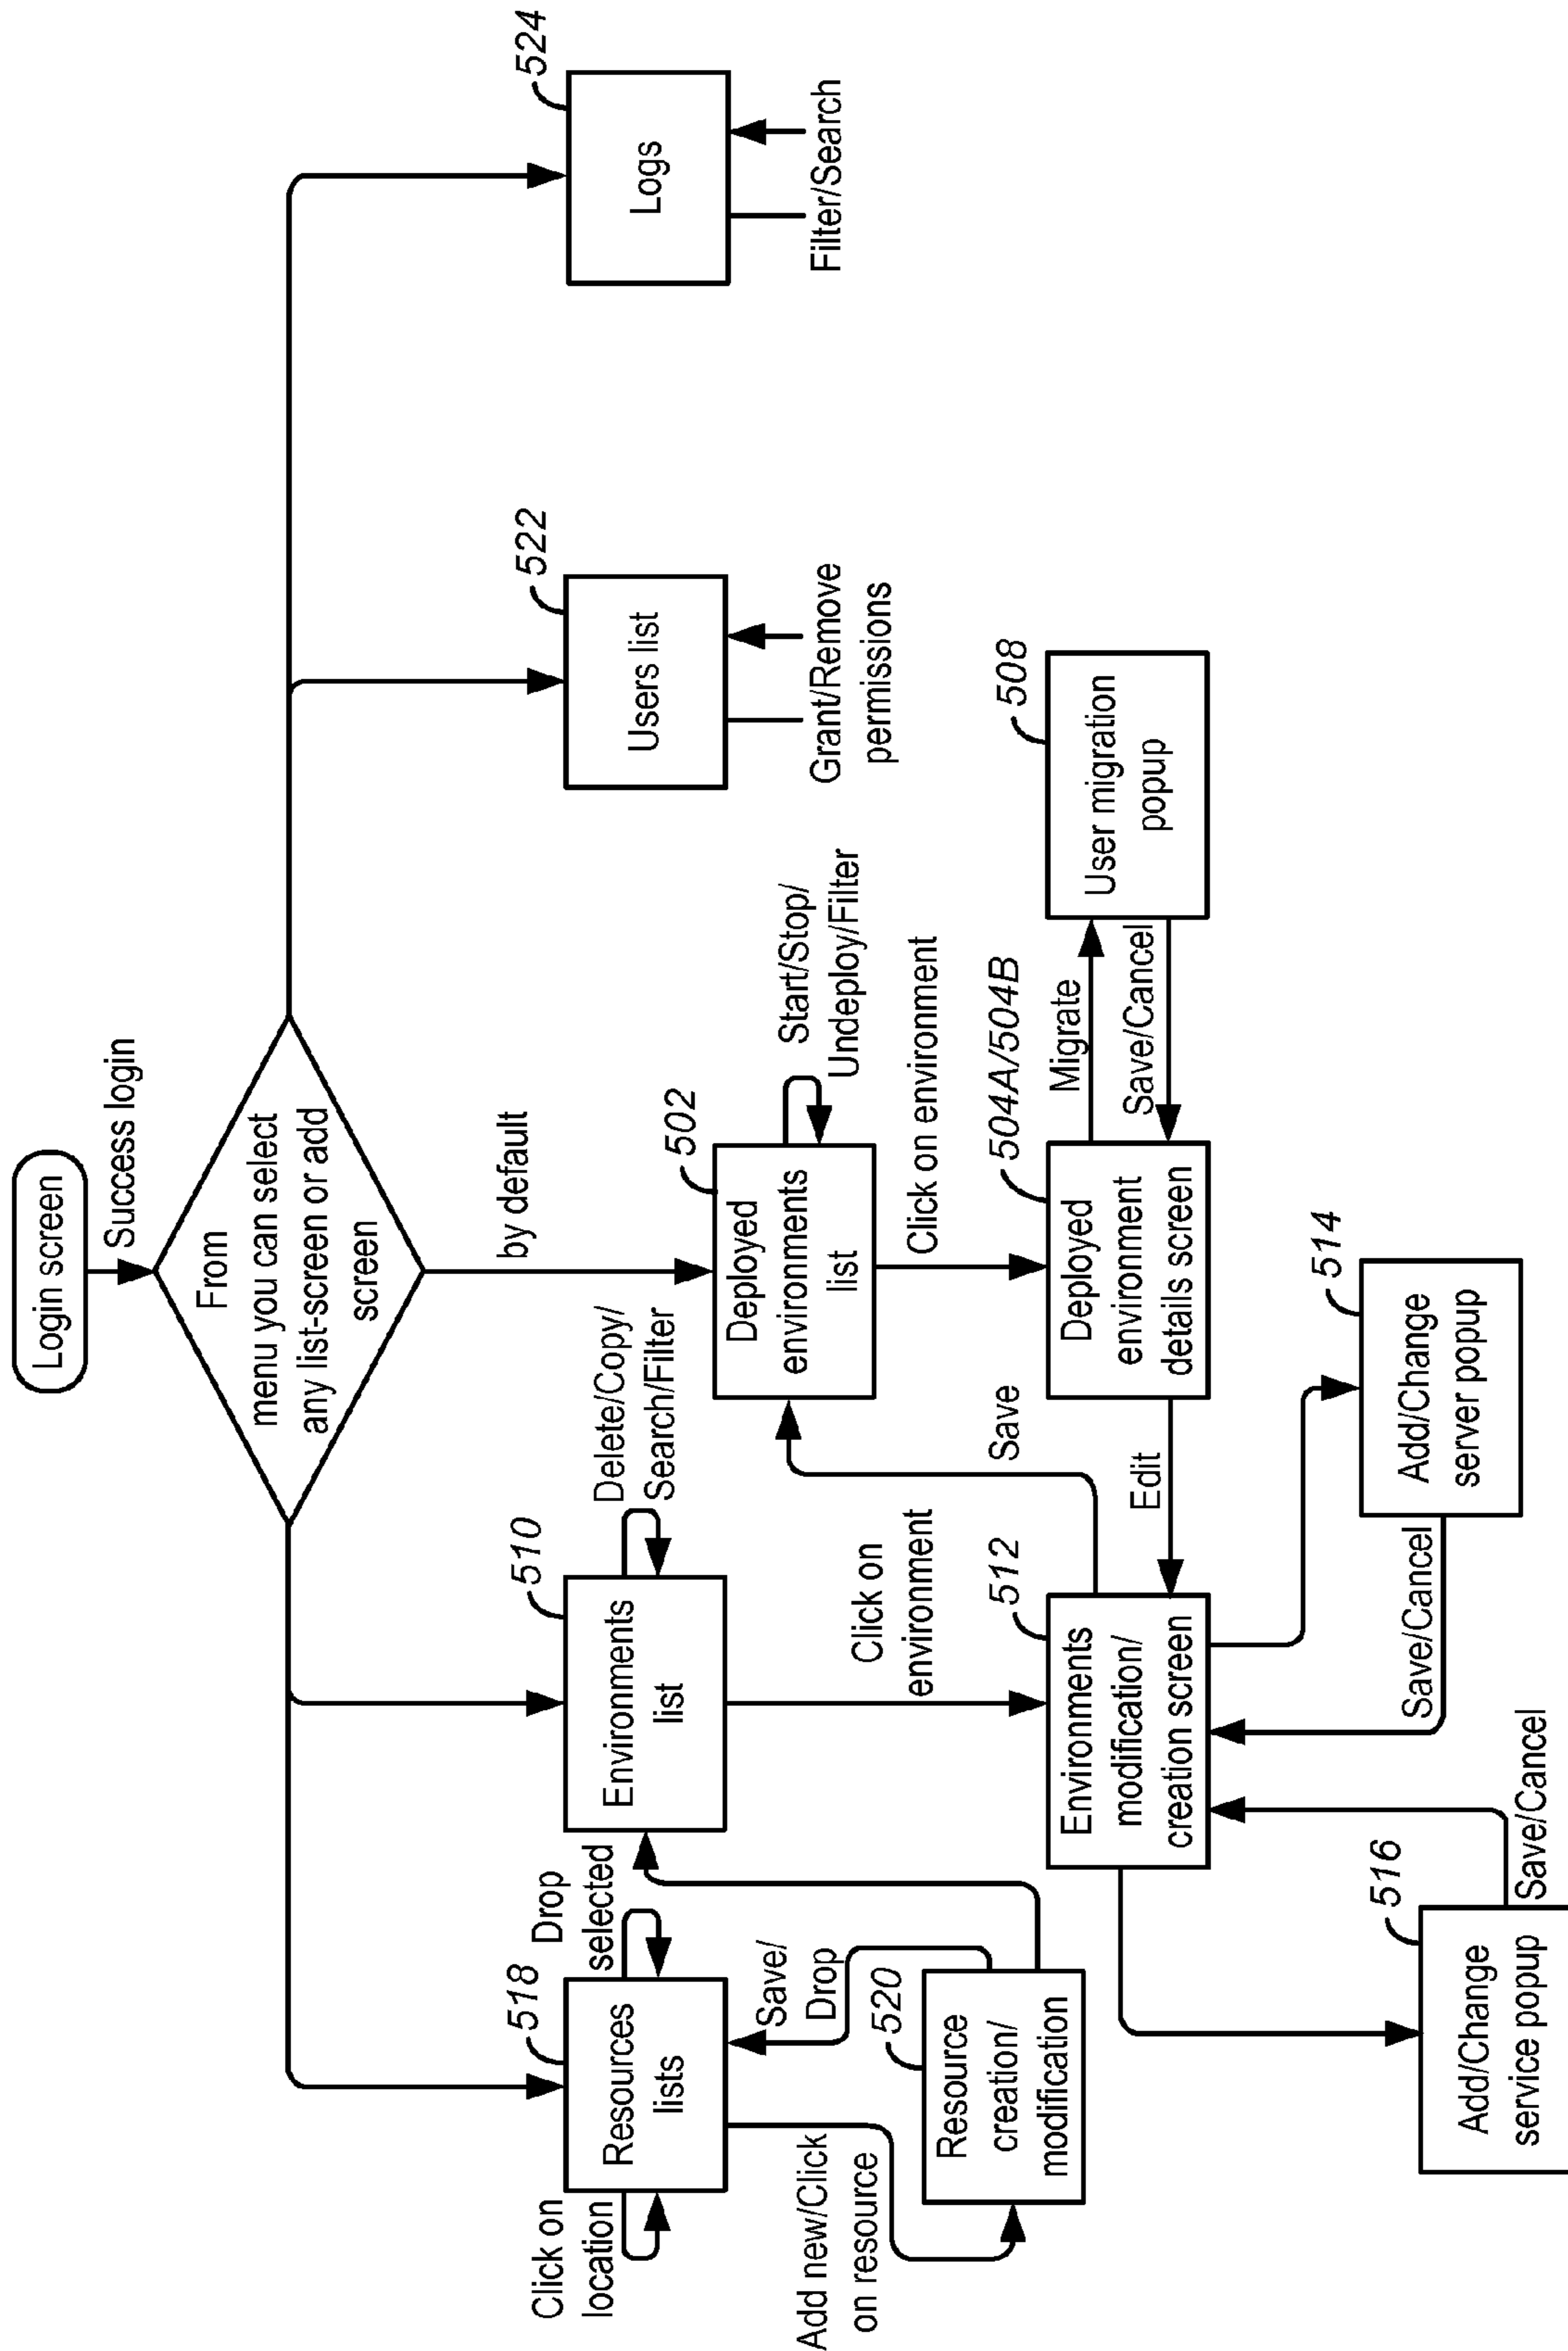 Login screen
Success login
From
menu you can select
any list-screen or add
screen
by default
518
Resources
lists
Click on
location
Drop
selected
510
Environments
list
Delete/Copy/
Search/Filter
502
Deployed
environments
list
Start/Stop/
Undeploy/Filter
522
Users list
Grant/Remove
permissions
524
Logs
Filter/Search
Add new/Click
on resource
Save/
Drop
520
Resource
creation/
modification
Click on
environment
Save
Click on environment
512
Environments
modification/
creation screen
Edit
504A/504B
Deployed
environment
details screen
Migrate
Save/Cancel
508
User migration
popup
516
Add/Change
service popup
Save/Cancel
Save/Cancel
514
Add/Change
server popup